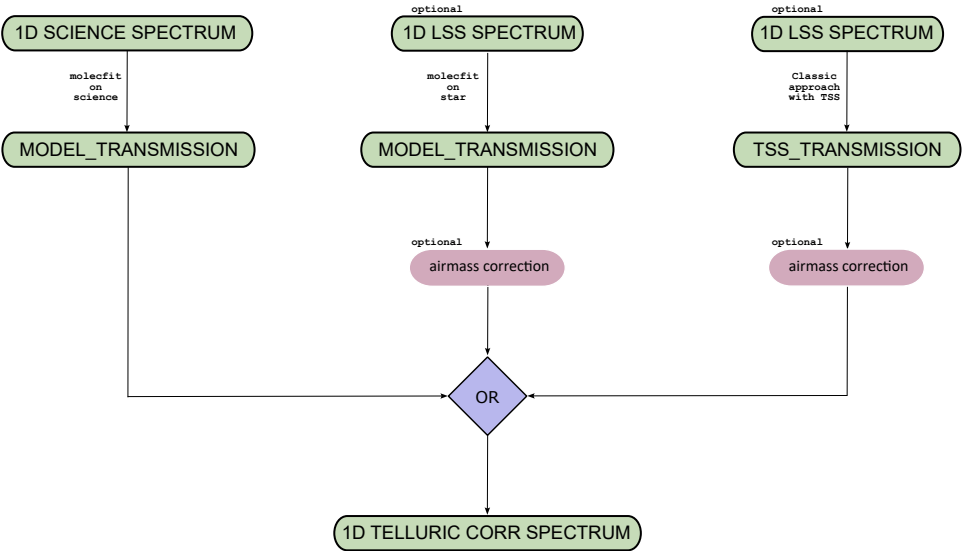 optional
optional
1D SCIENCE SPECTRUM
1D LSS SPECTRUM
1D LSS SPECTRUM
molecfit
on
science
molecfit
on
star
Classic
approach
with TSS
MODEL_TRANSMISSION
MODEL_TRANSMISSION
TSS_TRANSMISSION
optional
optional
airmass correction
airmass correction
OR
1D TELLURIC CORR SPECTRUM